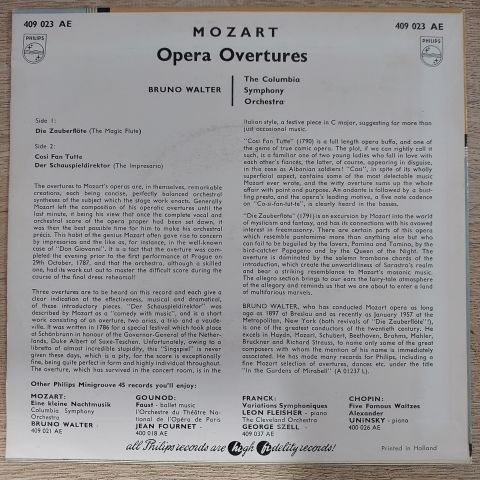 409 023 AE
409 023 AE
PHILIPS
PHILIPS
MOZART
Opera Overtures
BRUNO WALTER
The Columbia
Symphony
Orchestra
Side 1:
Die Zauberflöte (The Magic Flute)
Side 2:
Cosi Fan Tutte
Der Schauspieldirektor (The Impresario)
The overtures to Mozart's operas are, in themselves, remarkable
creations, each being concise, perfectly balanced orchestral
syntheses of the subject which the stage work enacts. Generally
Mozart left the composition of his operatic overtures until the
last minute, it being his view that once the complete vocal and
orchestral score of the opera proper had been set down, it
was then the best possible time for him to make his orchestral
précis. This habit of the genius Mozart often gave rise to concern
by impresarios and the like as, for instance, in the well-known
case of 'Don Giovanni'. It is a fact that the overture was com-
pleted the evening prior to the first performance at Prague on
29th October, 1787, and that the orchestra, although a skilled
one, had its work cut out to master the difficult score during the
course of the final dress rehearsal!
Three overtures are to be heard on this record and each give a
clear indication of the effectiveness, musical and dramatical,
of these introductory pieces. "Der Schauspieldirektor" was
described by Mozart as a "comedy with music", and is a short
work consisting of an overture, two arias, a trio and a vaude-
ville. It was written in 1786 for a special festival which took place
at Schönbrunn in honour of the Governor-General of the Nether-
lands, Duke Albert of Saxe-Teschen. Unfortunately, owing to a
libretto of almost incredible stupidity, this "Singspiel" is never
given these days, which is a pity, for the score is exceptionally
fine, being quite perfect in form and highly individual throughout.
The overture, which has survived in the concert room, is in the
Italian style, a festive piece in C major, suggesting far more than
just occasional music.
"Cosi Fan Tutte" (1790) is a full length opera buffa, and one of
the gems of true comic opera. The plot, if we can rightly call it
such, is a familiar one of two young ladies who fall in love with
each other's fiancés, the latter, of course, appearing in disguise,
in this case as Albanian soldiers! "Cosi", in spite of its wholly
superficial aspect, contains some of the most delectable music
Mozart ever wrote, and the witty overture sums up the whole
affair with point and purpose. An andante is followed by a bust-
ling presto, and the opera's leading motive, a five note cadence
on "Co-si-fan-tut-te", is clearly heard in the basses.
"Die Zauberflöte" (1791) is an excursion by Mozart into the world
of mysticism and fantasy, and has its connections with his avowed
interest in freemasonry. There are certain parts of this opera
which resemble pantomime more than anything else but who
can fail to be beguiled by the lovers, Pamina and Tamino, by the
bird-catcher Papageno and by the Queen of the Night. The
overture is dominated by the solemn trombone chords of the
introduction, which create the unworldliness of Sarastro's realm
and bear a striking resemblance to Mozart's masonic music.
The allegro section brings to our ears the fairy-tale atmosphere
of the allegory and reminds us that we are about to enter a land
of multifarious marvels.
BRUNO WALTER, who has conducted Mozart opera as long
ago as 1897 at Breslau and as recently as January 1957 at the
Metropolitan, New York (both revivals of "Die Zauberflöte"),
is one of the greatest conductors of the twentieth century. He
excels in Haydn, Mozart, Schubert, Beethoven, Brahms, Mahler,
Bruckner and Richard Strauss, to name only some of the great
composers with whom the mention of his name is immediately
associated. He has made many records for Philips, including a
fine Mozart selection of overtures, dances etc. under the title
"In the Gardens of Mirabell" (A 01237 L).
Other Philips Minigroove 45 records you'll enjoy:
MOZART:
Eine kleine Nachtmusik
Columbia Symphony
Orchestra
BRUNO WALTER -
409 021 AE
GOUNOD:
Faust - ballet music
l'Orchestre du Théâtre Na-
tional de l'Opéra de Paris
JEAN FOURNET -
400 018 AE
FRANCK:
Variations Symphoniques
LEON FLEISHER - piano
The Cleveland Orchestra
GEORGE SZELL -
409 037 AE
CHOPIN:
Five Famous Waltzes
Alexander
UNINSKY - piano
400 026 AE
all Philips records are high fidelity records!
Printed in Holland